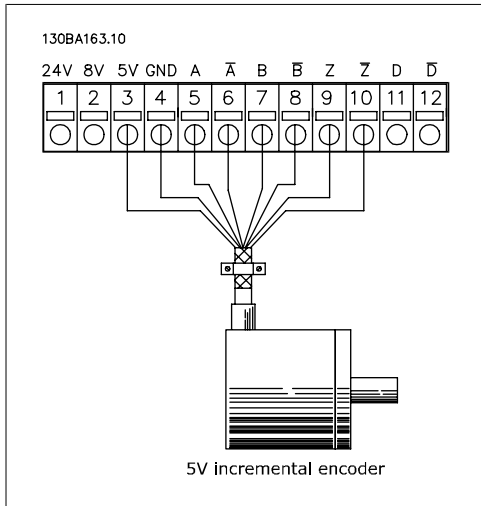 130BA163.10
24V 8V 5V GND A A̅ B B̅ Z Z̅ D D̅
1 2 3 4 5 6 7 8 9 10 11 12
5V incremental encoder